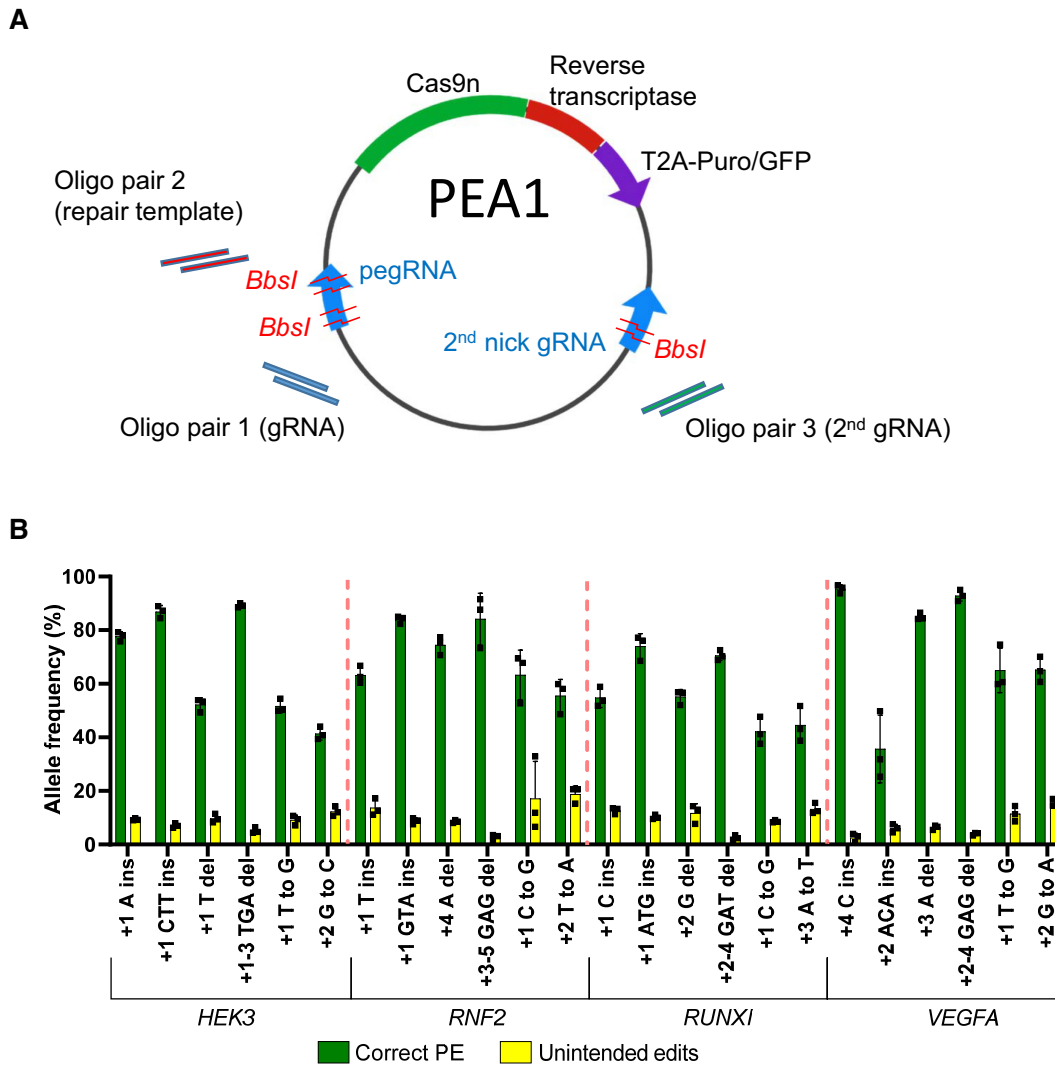 A
Cas9n
Reverse
transcriptase
T2A-Puro/GFP
Oligo pair 2
(repair template)
PEA1
BbsI
pegRNA
BbsI
2nd nick gRNA
BbsI
Oligo pair 1 (gRNA)
Oligo pair 3 (2nd gRNA)
B
Allele frequency (%)
100
80
60
40
20
0
+1 A ins
+1 CTT ins
+1 T del
+1-3 TGA del
+1 T to G
+2 G to C
+1 T ins
+1 GTA ins
+4 A del
+3-5 GAG del
+1 C to G
+2 T to A
+1 C ins
+1 ATG ins
+2 G del
+2-4 GAT del
+1 C to G
+3 A to T
+4 C ins
+2 ACA ins
+3 A del
+2-4 GAG del
+1 T to G
+2 G to A
HEK3
RNF2
RUNXI
VEGFA
Correct PE
Unintended edits